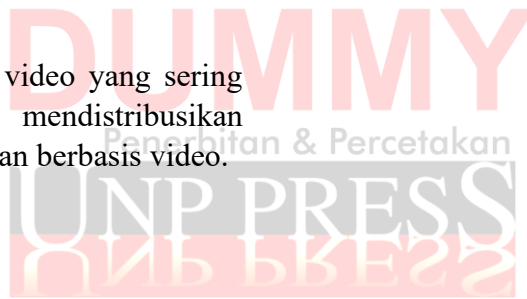 DUMMY
video yang sering
mendistribusikan
Penerbitan & Percetakan
an berbasis video.
UNP PRESS